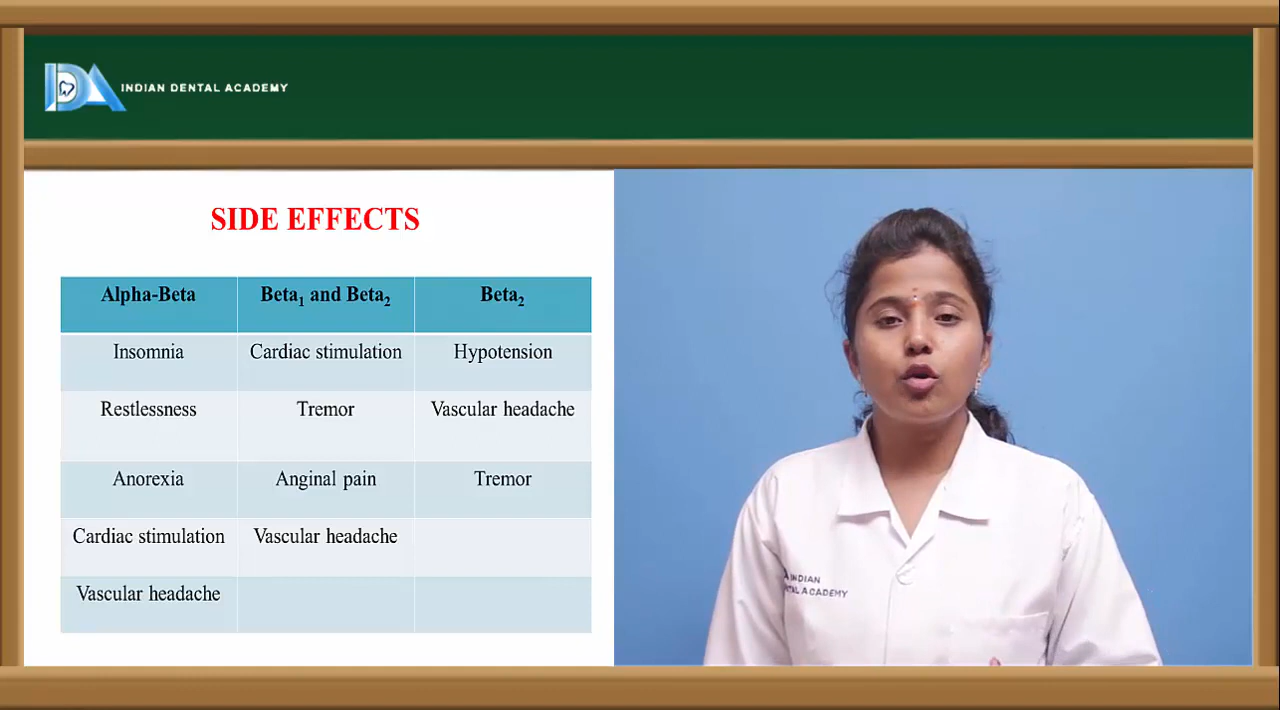 INDIAN DENTAL ACADEMY
SIDE EFFECTS
Alpha-Beta Beta₁ and Beta₂ Beta₂
Insomnia Cardiac stimulation Hypotension
Restlessness Tremor Vascular headache
Anorexia Anginal pain Tremor
Cardiac stimulation Vascular headache
Vascular headache
INDIAN
ACADEMY